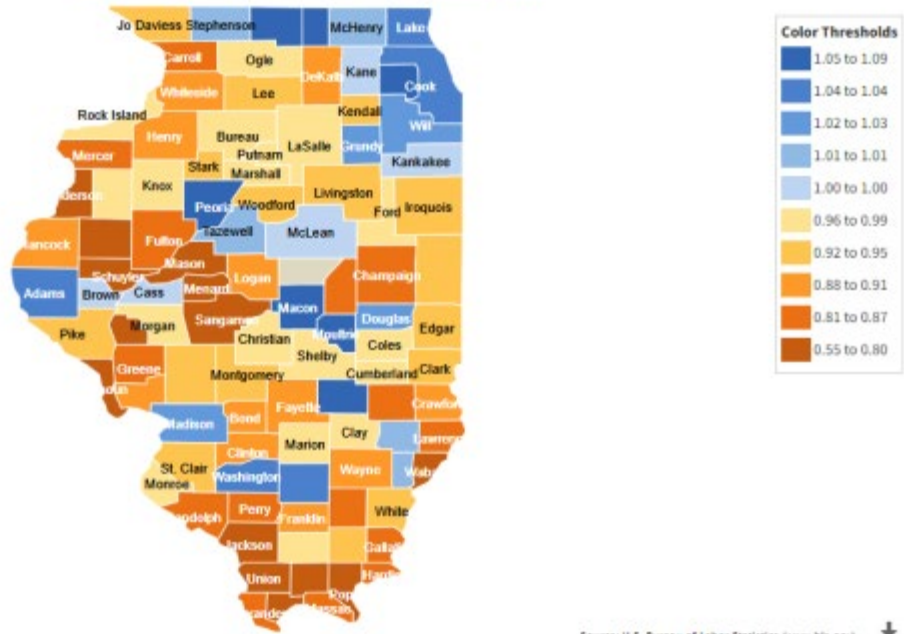 Jo Daviess Stephenson McHenry Lake
Carroll Ogle DeKalb Kane Cook
Whiteside Lee
Rock Island Kendall Will
Henry Bureau Grundy
Mercer Putnam LaSalle Kankakee
Stark Marshall
Knox Livingston
Peoria Woodford Ford Iroquois
Tazewell McLean
ancock Fulton
Mason
Schuyler Logan Champaign
Adams Brown Cass Menard
Macon
Pike Morgan Sangamon Douglas Edgar
Christian Moultrie Coles
Shelby
Greene Montgomery Cumberland Clark
Fayette Crawford
Madison Bond
Clay Lawrence
Clinton Marion
St. Clair Wayne
Monroe Washington
Perry Franklin White
Jackson
Union
Color Thresholds
1.05 to 1.09
1.04 to 1.04
1.02 to 1.03
1.01 to 1.01
1.00 to 1.00
0.96 to 0.99
0.92 to 0.95
0.88 to 0.91
0.81 to 0.87
0.55 to 0.80